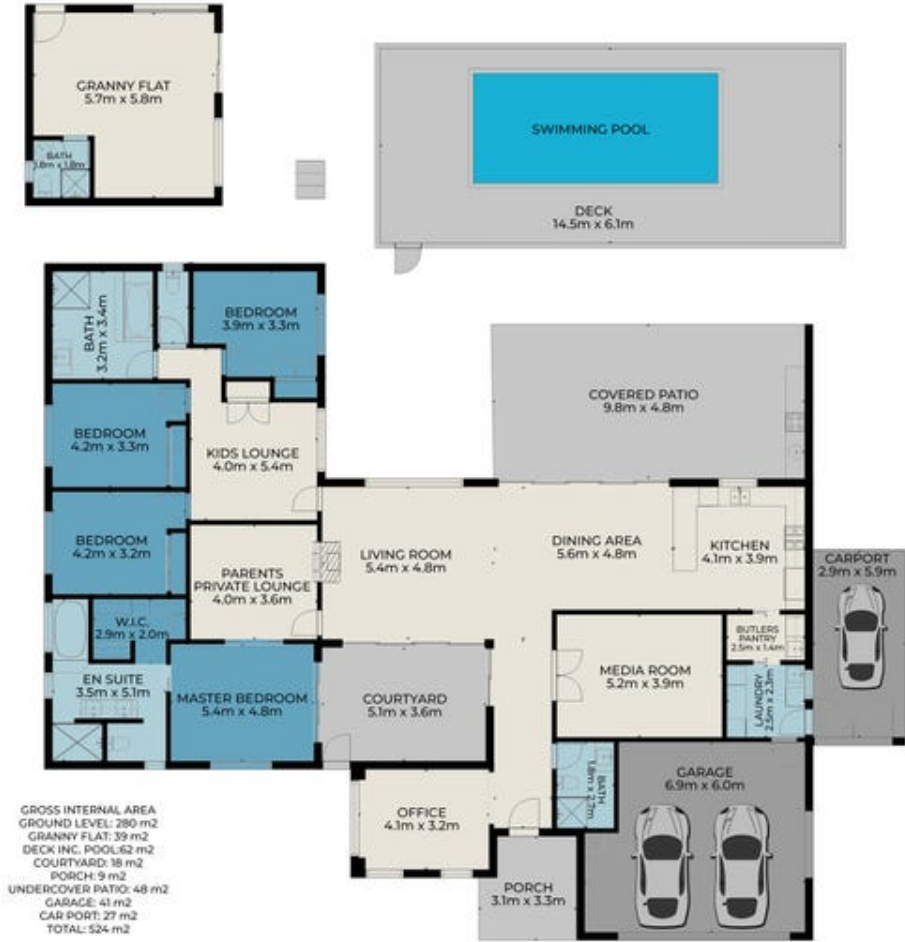 GRANNY FLAT
5.7m x 5.8m
BATH
1.8m x 1.8m
SWIMMING POOL
DECK
14.5m x 6.1m
BATH
3.2m x 3.4m
BEDROOM
3.9m x 3.3m
COVERED PATIO
9.8m x 4.8m
BEDROOM
4.2m x 3.3m
KIDS LOUNGE
4.0m x 5.4m
BEDROOM
4.2m x 3.2m
PARENTS
PRIVATE LOUNGE
4.0m x 3.6m
LIVING ROOM
5.4m x 4.8m
DINING AREA
5.6m x 4.8m
KITCHEN
4.1m x 3.9m
CARPORT
2.9m x 5.9m
W.I.C.
2.9m x 2.0m
BUTLERS
PANTRY
2.5m x 1.4m
EN SUITE
3.5m x 5.1m
MASTER BEDROOM
5.4m x 4.8m
COURTYARD
5.1m x 3.6m
MEDIA ROOM
5.2m x 3.9m
LAUNDRY
2.5m x 2.3m
OFFICE
4.1m x 3.2m
BATH
1.8m x 2.7m
GARAGE
6.9m x 6.0m
PORCH
3.1m x 3.3m
GROSS INTERNAL AREA
GROUND LEVEL: 280 m2
GRANNY FLAT: 39 m2
DECK INC. POOL:62 m2
COURTYARD: 18 m2
PORCH: 9 m2
UNDERCOVER PATIO: 48 m2
GARAGE: 41 m2
CAR PORT: 27 m2
TOTAL: 524 m2